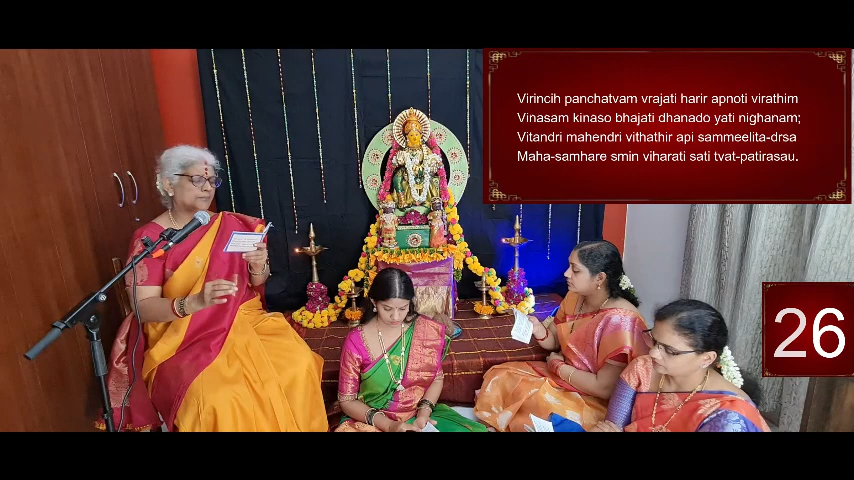 Virincih panchatvam vrajati harir apnoti virathim
Vinasam kinaso bhajati dhanado yati nighanam;
Vitandri mahendri vithathir api sammeelita-drsa
Maha-samhare smin viharati sati tvat-patirasau.
26